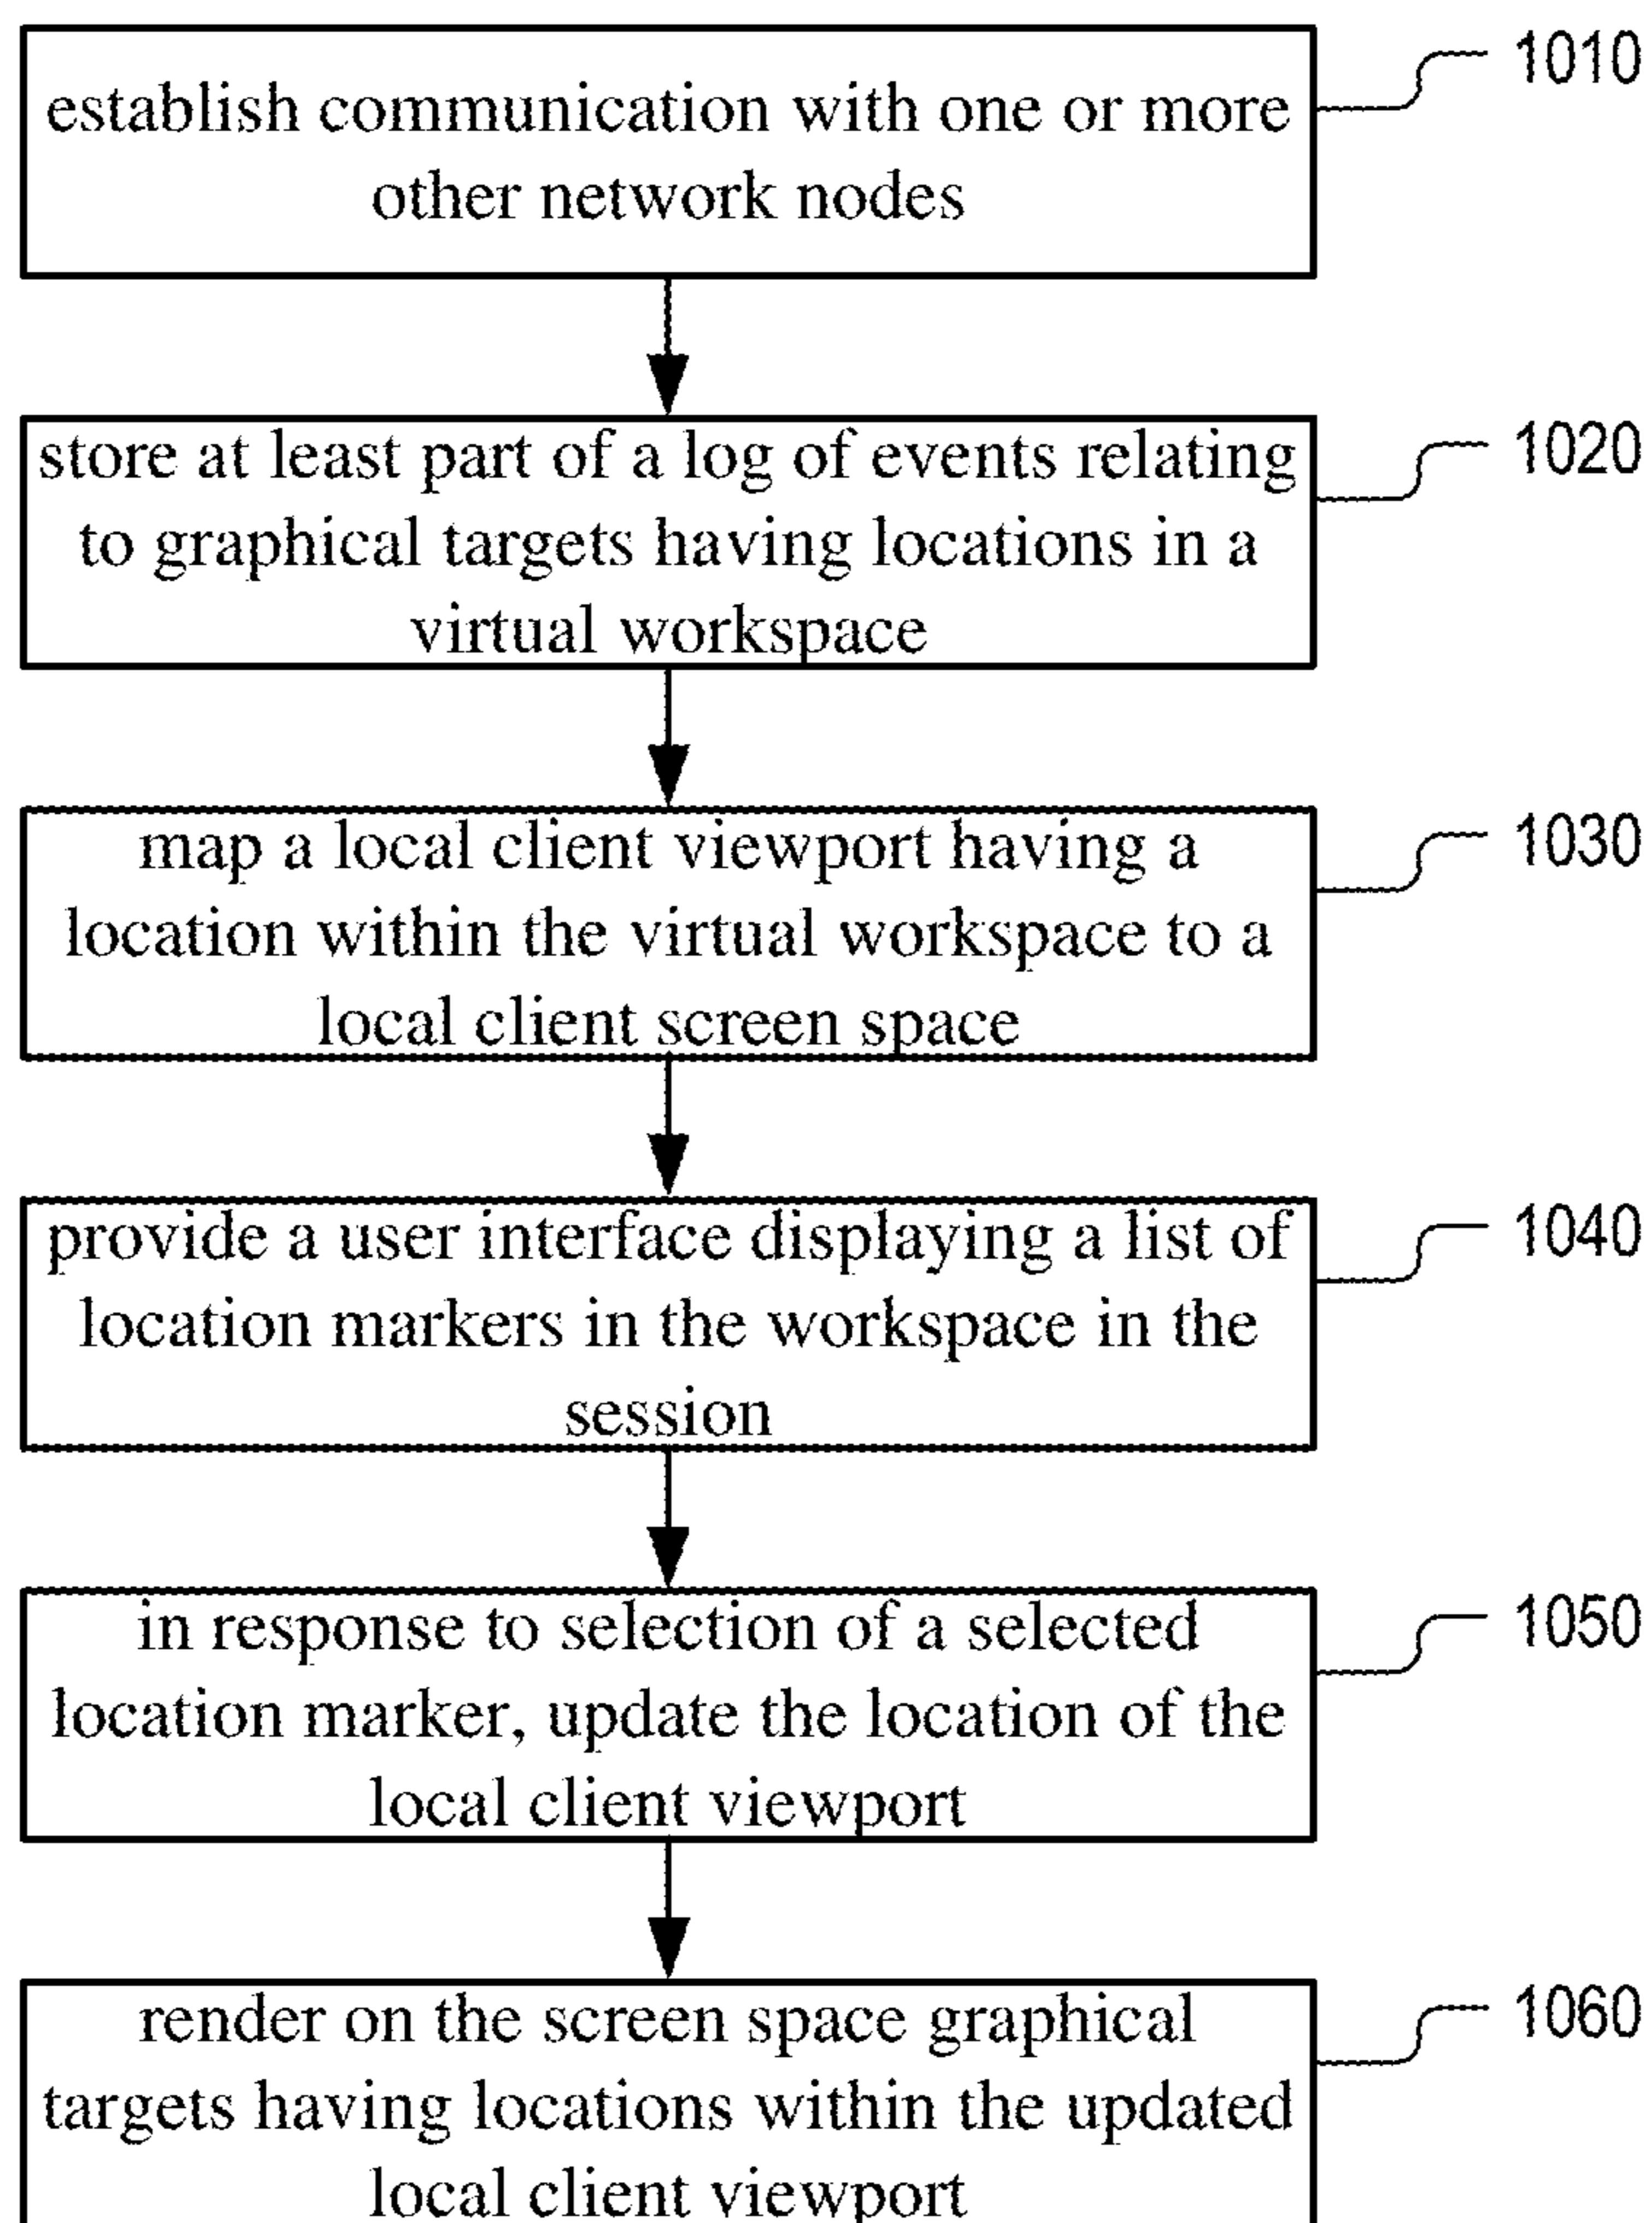 establish communication with one or more
other network nodes
1010
store at least part of a log of events relating
to graphical targets having locations in a
virtual workspace
1020
map a local client viewport having a
location within the virtual workspace to a
local client screen space
1030
provide a user interface displaying a list of
location markers in the workspace in the
session
1040
in response to selection of a selected
location marker, update the location of the
local client viewport
1050
render on the screen space graphical
targets having locations within the updated
local client viewport
1060